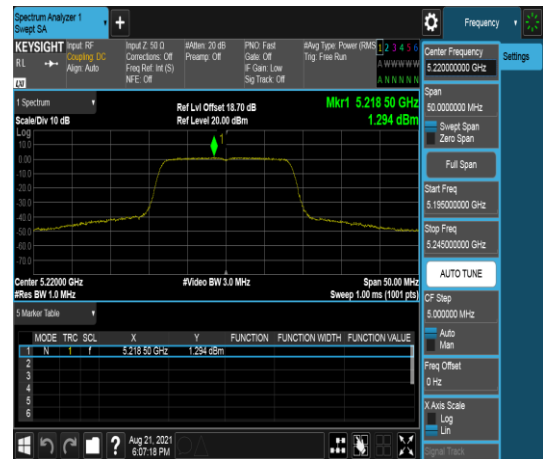 Spectrum Analyzer 1
Swept SA
+
Frequency
KEYSIGHT
RL
LXI
Input: RF
Coupling: DC
Align: Auto
Input Z: 50 Ω
Corrections: Off
Freq Ref: Int (S)
NFE: Off
#Atten: 20 dB
Preamp: Off
PNO: Fast
Gate: Off
IF Gain: Low
Sig Track: Off
#Avg Type: Power (RMS
Trig: Free Run
1 2 3 4 5 6
A W W W W W
A N N N N N
1 Spectrum
Scale/Div 10 dB
Ref Lvl Offset 18.70 dB
Ref Level 20.00 dBm
Mkr1 5.218 50 GHz
1.294 dBm
Log
10.0
0.00
-10.0
-20.0
-30.0
-40.0
-50.0
-60.0
-70.0
1
Center 5.22000 GHz
#Res BW 1.0 MHz
#Video BW 3.0 MHz
Span 50.00 MHz
Sweep 1.00 ms (1001 pts)
5 Marker Table
MODE TRC SCL X Y FUNCTION FUNCTION WIDTH FUNCTION VALUE
1 N 1 f 5.218 50 GHz 1.294 dBm
2
3
4
5
6
Aug 21, 2021
6:07:18 PM
?
Center Frequency
5.220000000 GHz
Settings
Span
50.0000000 MHz
Swept Span
Zero Span
Full Span
Start Freq
5.195000000 GHz
Stop Freq
5.245000000 GHz
AUTO TUNE
CF Step
5.000000 MHz
Auto
Man
Freq Offset
0 Hz
X Axis Scale
Log
Lin
Signal Track